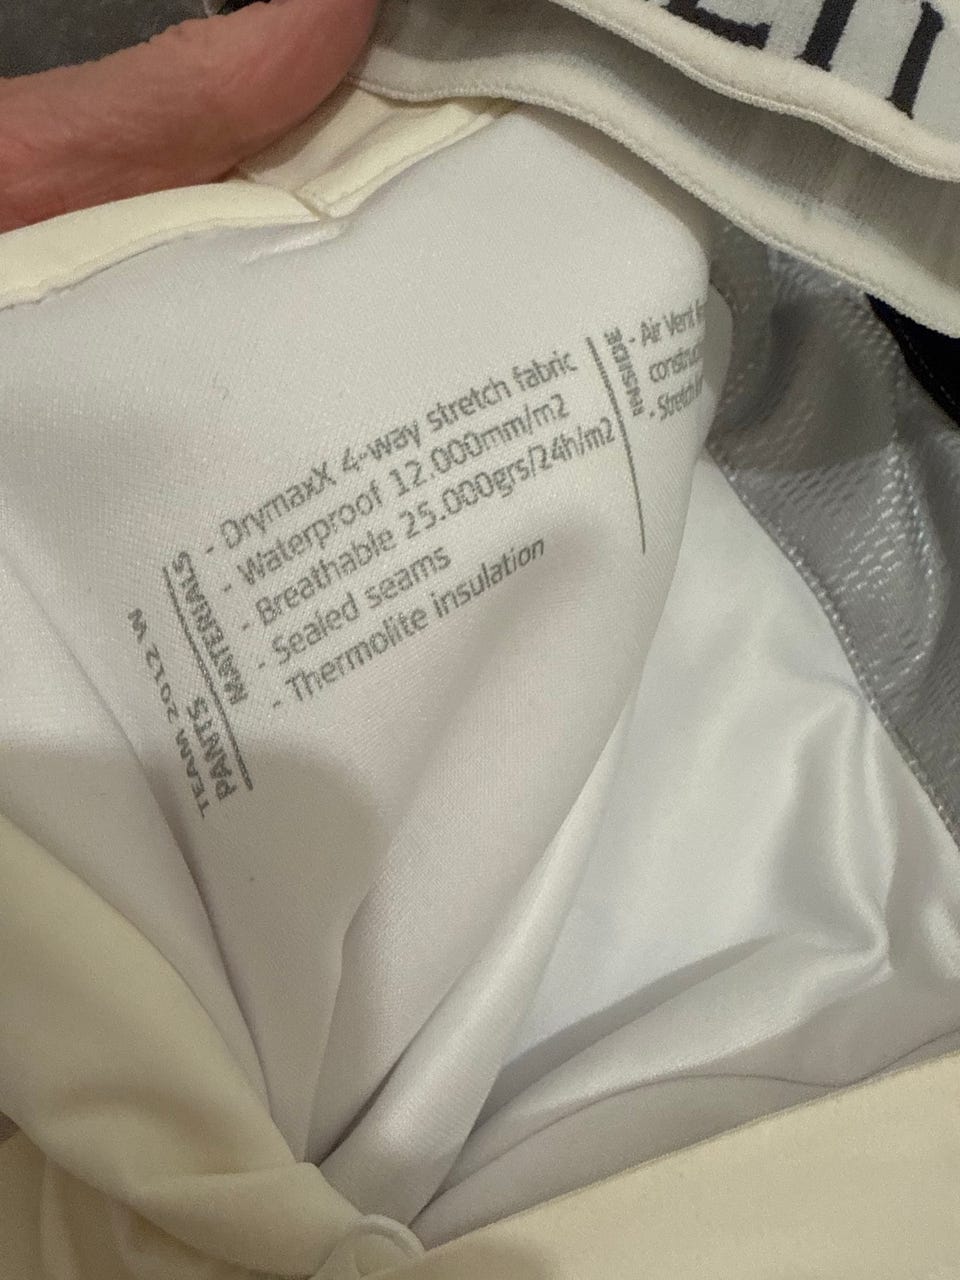 TEAM 2012 W
PANTS
MATERIALS
- DrymaxX 4-way stretch fabric
- Waterproof 12.000mm/m2
- Breathable 25.000grs/24h/m2
- Sealed seams
- Thermolite insulation
INSIDE
- Air Vent
- Stretch